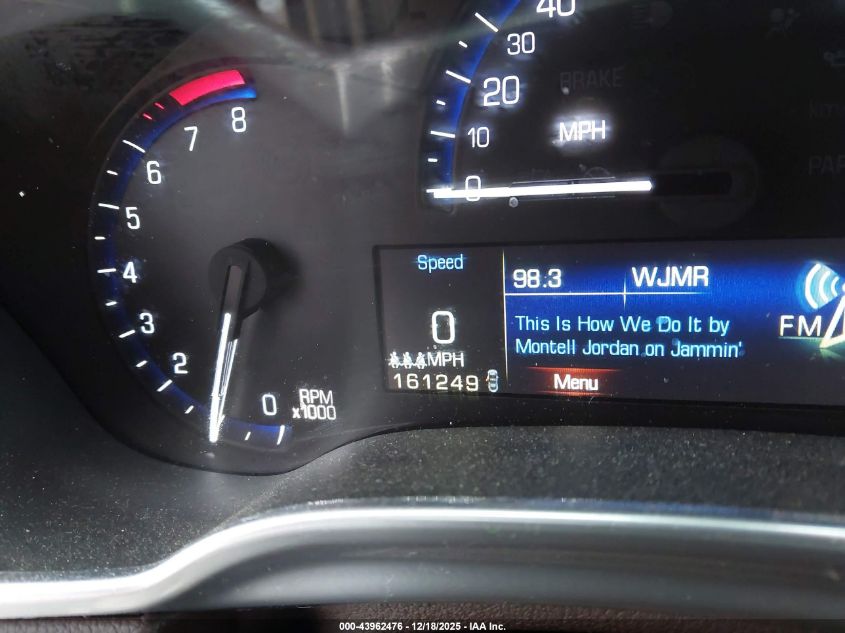 40
30
20
10
0
BRAKE
MPH
PAR
8
7
6
5
4
3
2
0
RPM
x1000
Speed
0
MPH
161249
98.3 WJMR
This Is How We Do It by
Montell Jordan on Jammin'
FM
Menu
000-43962476 - 12/18/2025 - IAA Inc.